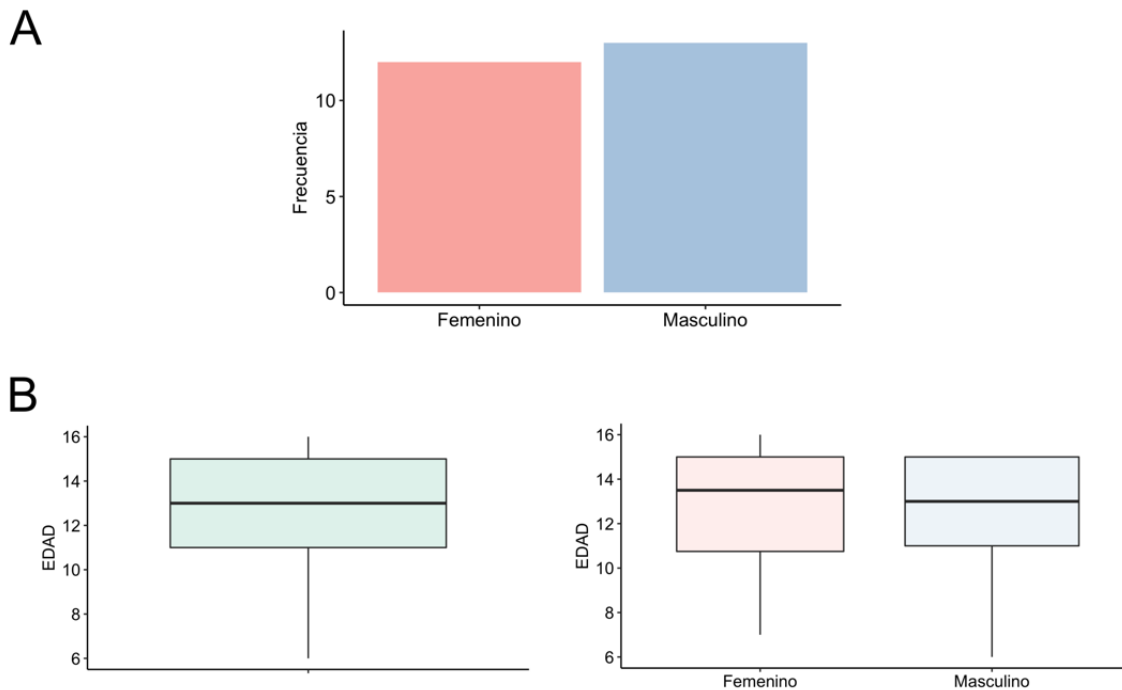 A
Frecuencia
10
5
0
Femenino
Masculino
B
EDAD
16
14
12
10
8
6
EDAD
16
14
12
10
8
6
Femenino
Masculino